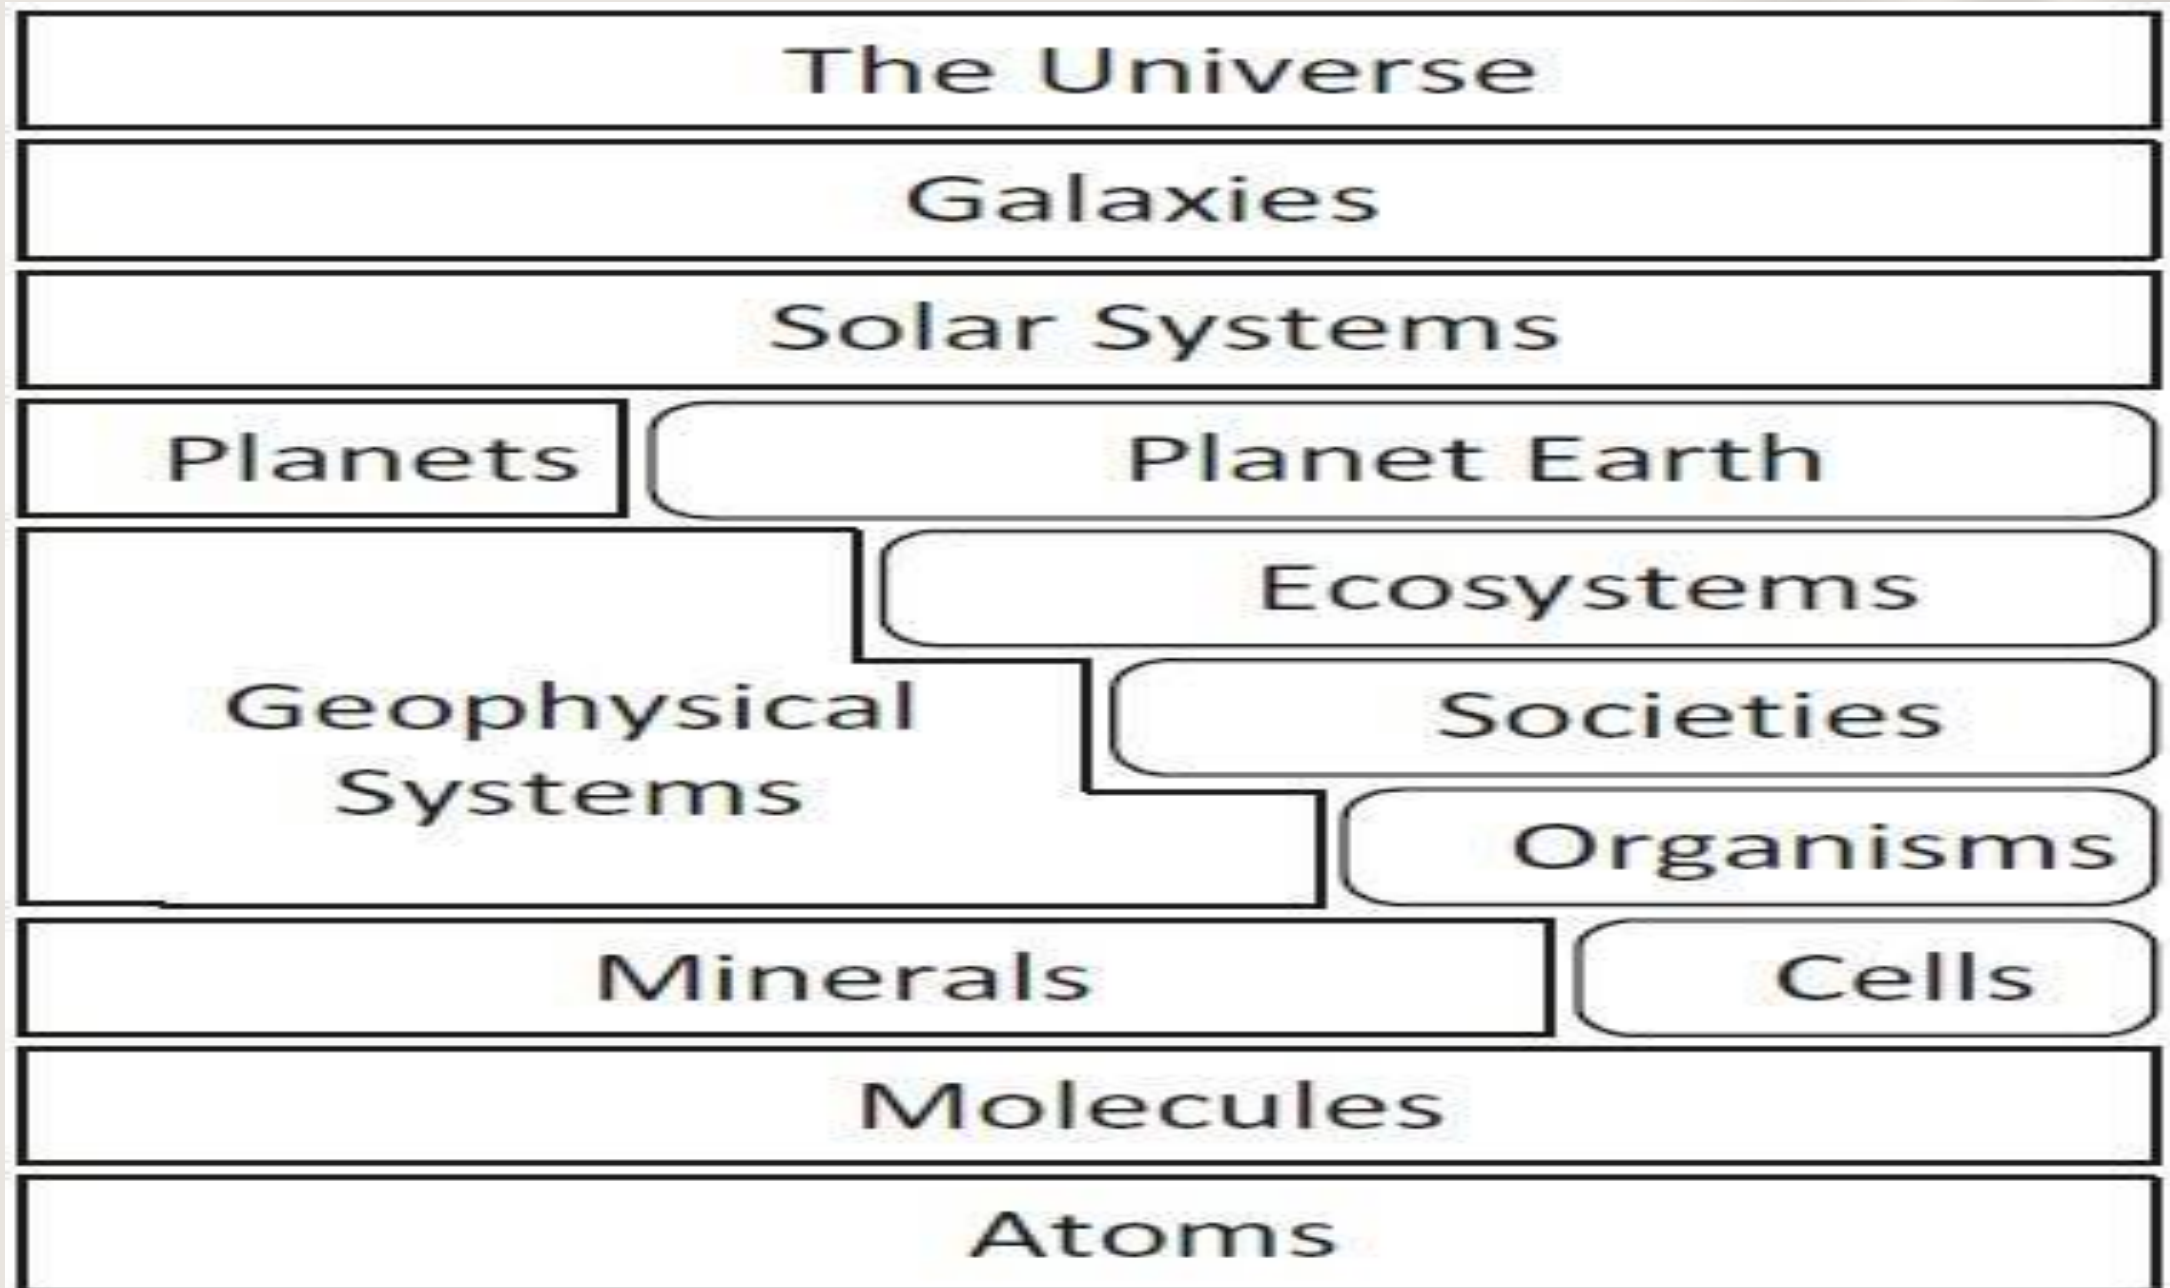 The Universe
Galaxies
Solar Systems
Planets
Planet Earth
Ecosystems
Geophysical
Systems
Societies
Organisms
Minerals
Cells
Molecules
Atoms